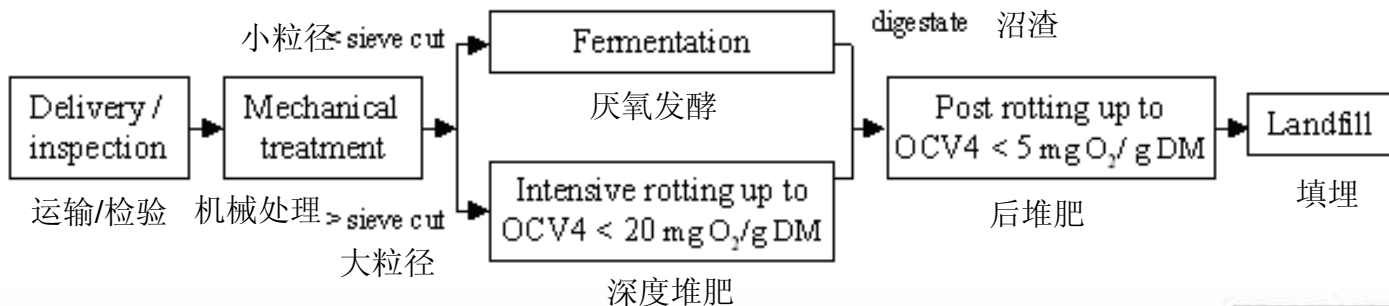 小粒径< sieve cut
Fermentation
digestate 沼渣
厌氧发酵
Delivery /
inspection
运输/检验
Mechanical
treatment
机械处理
> sieve cut
大粒径
Intensive rotting up to
OCV4 < 20 mg O₂/g DM
深度堆肥
Post rotting up to
OCV4 < 5 mg O₂/ g DM
后堆肥
Landfill
填埋